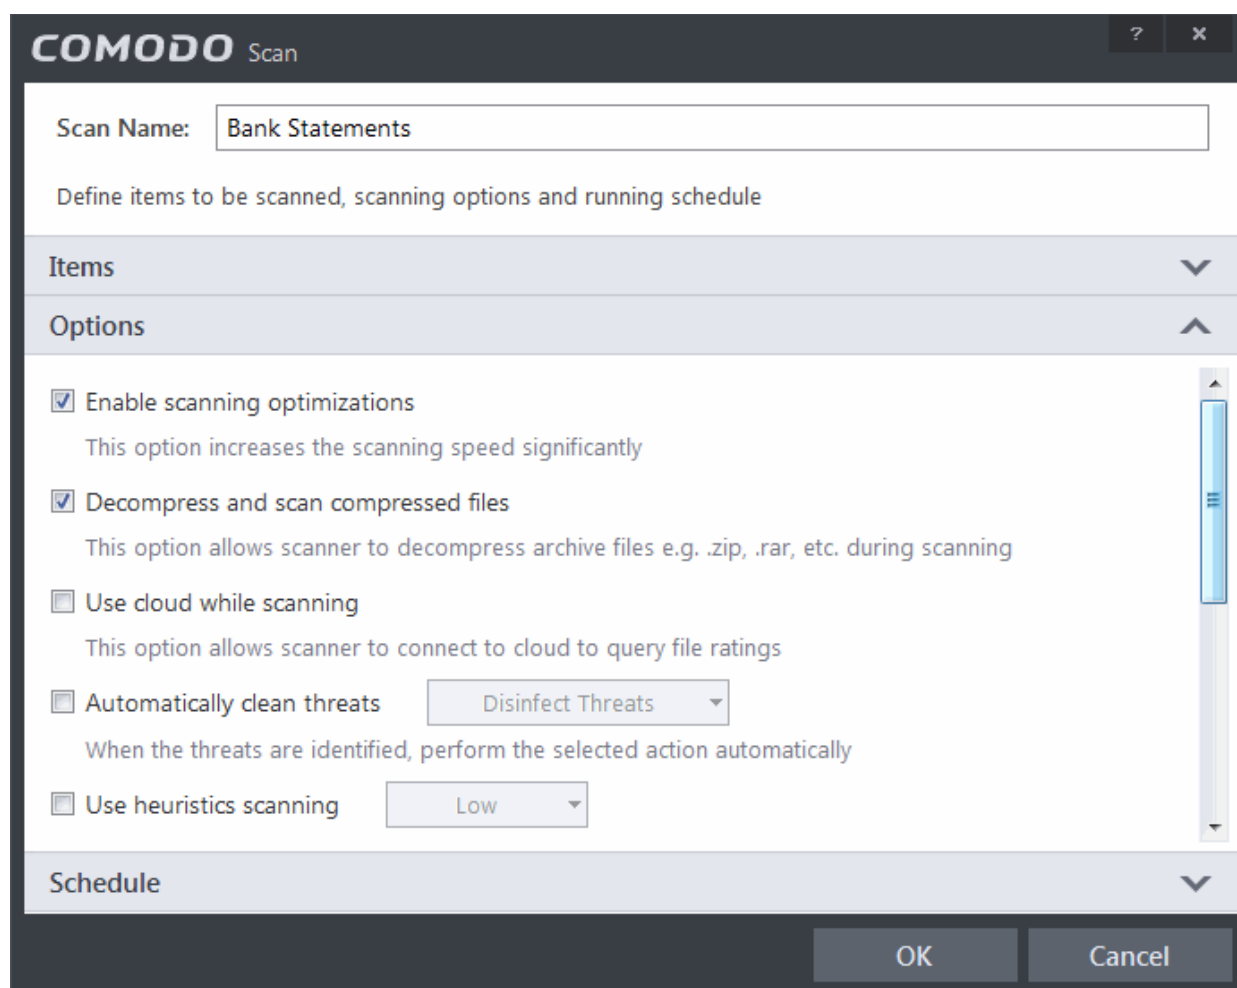 COMODO Scan
?
Scan Name: Bank Statements
Define items to be scanned, scanning options and running schedule
Items
Options
Enable scanning optimizations
This option increases the scanning speed significantly
Decompress and scan compressed files
This option allows scanner to decompress archive files e.g. .zip, .rar, etc. during scanning
Use cloud while scanning
This option allows scanner to connect to cloud to query file ratings
Automatically clean threats Disinfect Threats
When the threats are identified, perform the selected action automatically
Use heuristics scanning Low
Schedule
OK Cancel